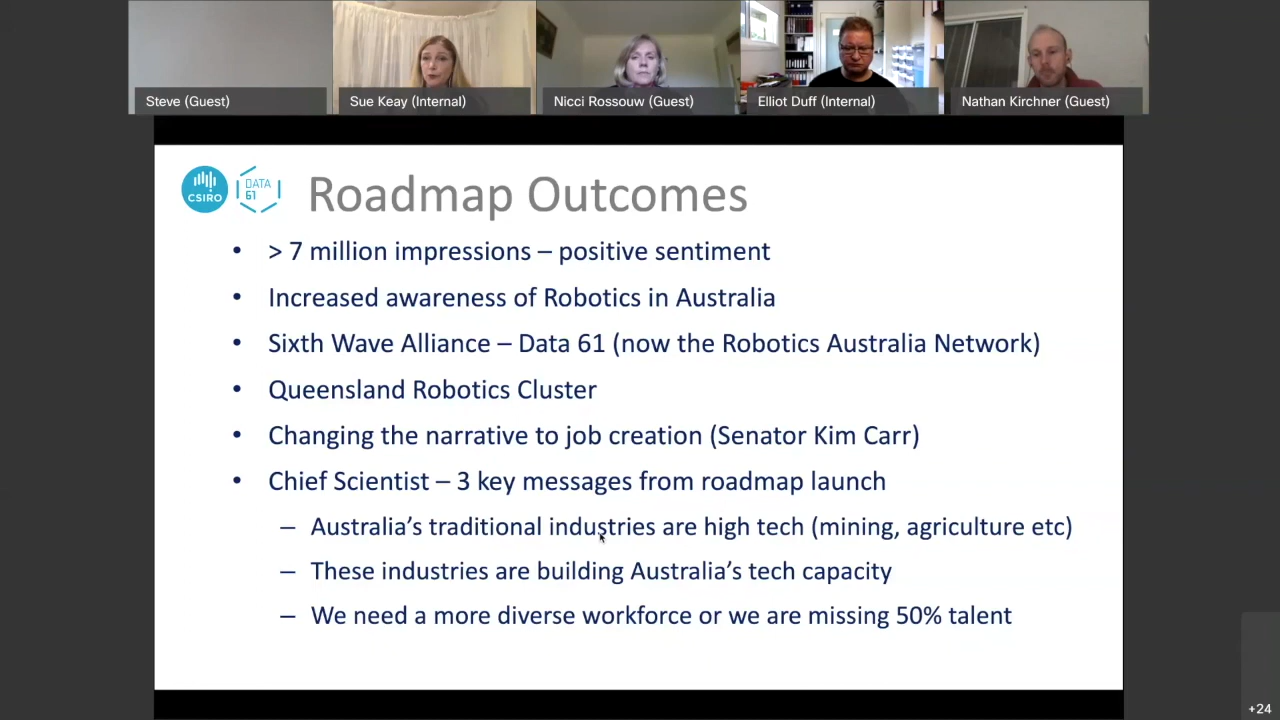 Steve (Guest)
Sue Keay (Internal)
Nicci Rossouw (Guest)
Elliot Duff (Internal)
Nathan Kirchner (Guest)
CSIRO
DATA
61
Roadmap Outcomes
• > 7 million impressions – positive sentiment
• Increased awareness of Robotics in Australia
• Sixth Wave Alliance – Data 61 (now the Robotics Australia Network)
• Queensland Robotics Cluster
• Changing the narrative to job creation (Senator Kim Carr)
• Chief Scientist – 3 key messages from roadmap launch
– Australia’s traditional industries are high tech (mining, agriculture etc)
– These industries are building Australia’s tech capacity
– We need a more diverse workforce or we are missing 50% talent
+24